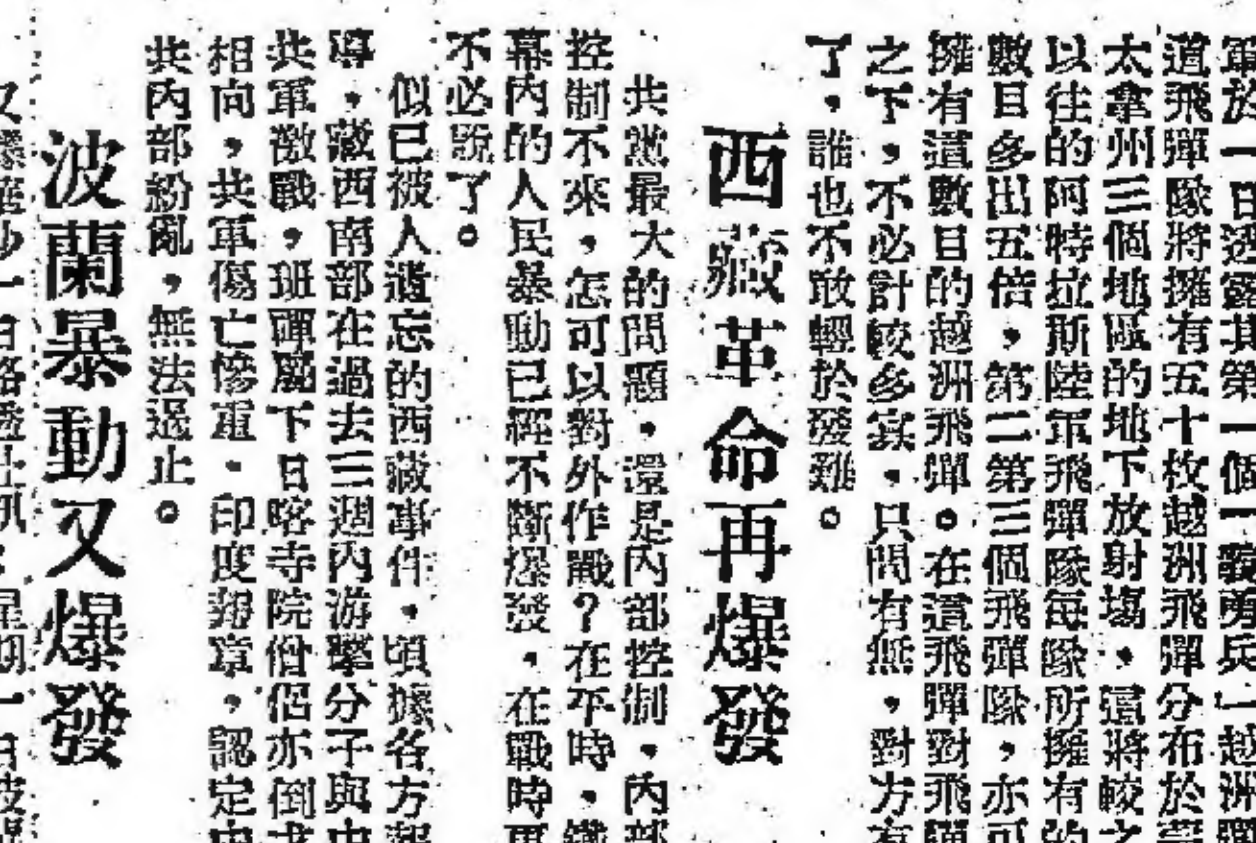 軍於一日透露其第一個「義勇兵」越洲彈
道飛彈隊將擁有五十枚越洲飛彈分布於蒙
太拿州三個地區的地下放射場，這將較之
以往的阿特拉斯陸軍飛彈隊每隊所擁有的
數目多出五倍，第二第三個飛彈隊，亦可
擁有這數目的越洲飛彈。在這飛彈對飛彈
之下，不必計較多寡，只問有無，對方有
了，誰也不敢輕於發難。
西藏革命再爆發
共黨最大的問題，還是內部控制，內部
控制不來，怎可以對外作戰？在平時，鐵
幕內的人民暴動已經不斷爆發，在戰時更
不必說了。
似已被人遺忘的西藏事件，頃據各方報
導，藏西南部在過去三週內游擊分子與中
共軍激戰，班禪屬下日喀寺院僧侶亦倒戈
相向，共軍傷亡慘重，印度報章，認定中
共內部紛亂，無法遏止。
波蘭暴動又爆發